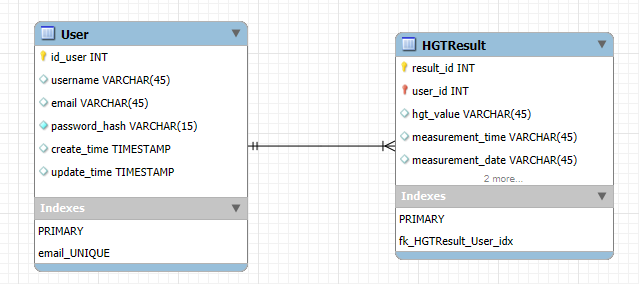 User
id_user INT
username VARCHAR(45)
email VARCHAR(45)
password_hash VARCHAR(15)
create_time TIMESTAMP
update_time TIMESTAMP
Indexes
PRIMARY
email_UNIQUE
HGTResult
result_id INT
user_id INT
hgt_value VARCHAR(45)
measurement_time VARCHAR(45)
measurement_date VARCHAR(45)
2 more...
Indexes
PRIMARY
fk_HGTResult_User_idx